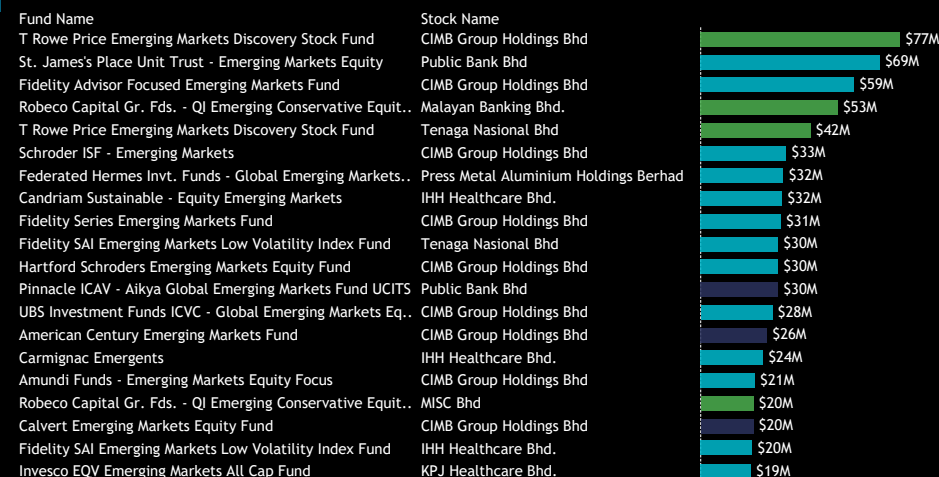 Fund Name Stock Name
T Rowe Price Emerging Markets Discovery Stock Fund CIMB Group Holdings Bhd $77M
St. James's Place Unit Trust - Emerging Markets Equity Public Bank Bhd $69M
Fidelity Advisor Focused Emerging Markets Fund CIMB Group Holdings Bhd $59M
Robeco Capital Gr. Fds. - QI Emerging Conservative Equit.. Malayan Banking Bhd. $53M
T Rowe Price Emerging Markets Discovery Stock Fund Tenaga Nasional Bhd $42M
Schroder ISF - Emerging Markets CIMB Group Holdings Bhd $33M
Federated Hermes Invt. Funds - Global Emerging Markets.. Press Metal Aluminium Holdings Berhad $32M
Candriam Sustainable - Equity Emerging Markets IHH Healthcare Bhd. $32M
Fidelity Series Emerging Markets Fund CIMB Group Holdings Bhd $31M
Fidelity SAI Emerging Markets Low Volatility Index Fund Tenaga Nasional Bhd $30M
Hartford Schroders Emerging Markets Equity Fund CIMB Group Holdings Bhd $30M
Pinnacle ICAV - Aikya Global Emerging Markets Fund UCITS Public Bank Bhd $30M
UBS Investment Funds ICVC - Global Emerging Markets Eq.. CIMB Group Holdings Bhd $28M
American Century Emerging Markets Fund CIMB Group Holdings Bhd $26M
Carmignac Emergents IHH Healthcare Bhd. $24M
Amundi Funds - Emerging Markets Equity Focus CIMB Group Holdings Bhd $21M
Robeco Capital Gr. Fds. - QI Emerging Conservative Equit.. MISC Bhd $20M
Calvert Emerging Markets Equity Fund CIMB Group Holdings Bhd $20M
Fidelity SAI Emerging Markets Low Volatility Index Fund IHH Healthcare Bhd. $20M
Invesco EQV Emerging Markets All Cap Fund KPJ Healthcare Bhd. $19M